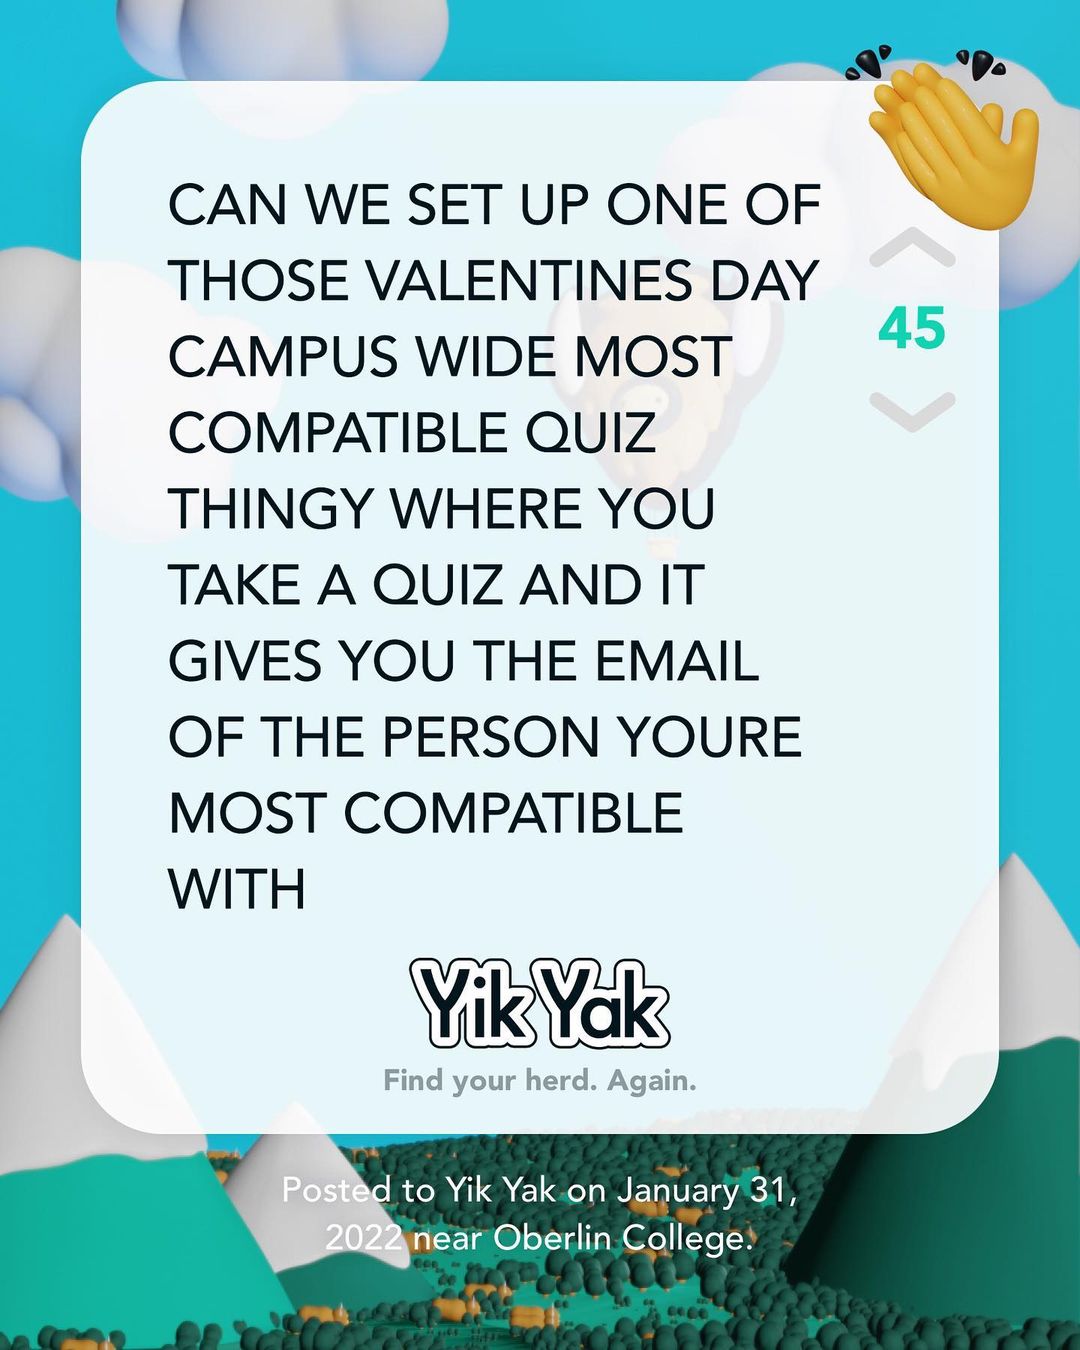 CAN WE SET UP ONE OF
THOSE VALENTINES DAY
CAMPUS WIDE MOST
COMPATIBLE QUIZ
THINGY WHERE YOU
TAKE A QUIZ AND IT
GIVES YOU THE EMAIL
OF THE PERSON YOURE
MOST COMPATIBLE
WITH
45
Yik Yak
Find your herd. Again.
Posted to Yik Yak on January 31,
2022 near Oberlin College.